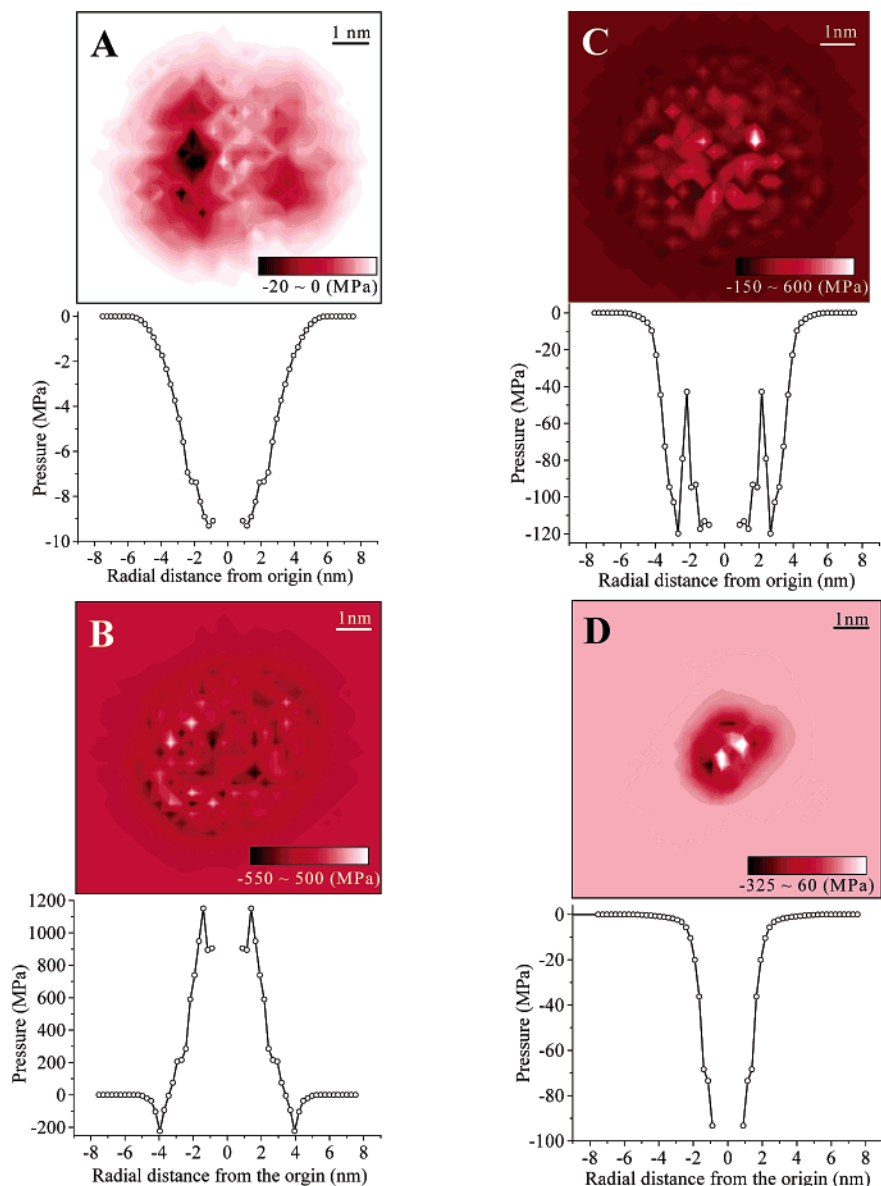 A
1 nm
-20 ~ 0 (MPa)
0
-2
-4
-6
-8
-10
Pressure (MPa)
-8 -6 -4 -2 0 2 4 6 8
Radial distance from origin (nm)
B
1nm
-550 ~ 500 (MPa)
1200
1000
800
600
400
200
0
-200
Pressure (MPa)
-8 -6 -4 -2 0 2 4 6 8
Radial distance from the orgin (nm)
C
1nm
-150 ~ 600 (MPa)
0
-20
-40
-60
-80
-100
-120
Pressure (MPa)
-8 -6 -4 -2 0 2 4 6 8
Radial distance from origin (nm)
D
1nm
-325 ~ 60 (MPa)
0
-20
-40
-60
-80
-100
Pressure (MPa)
-8 -6 -4 -2 0 2 4 6 8
Radial distance from the origin (nm)